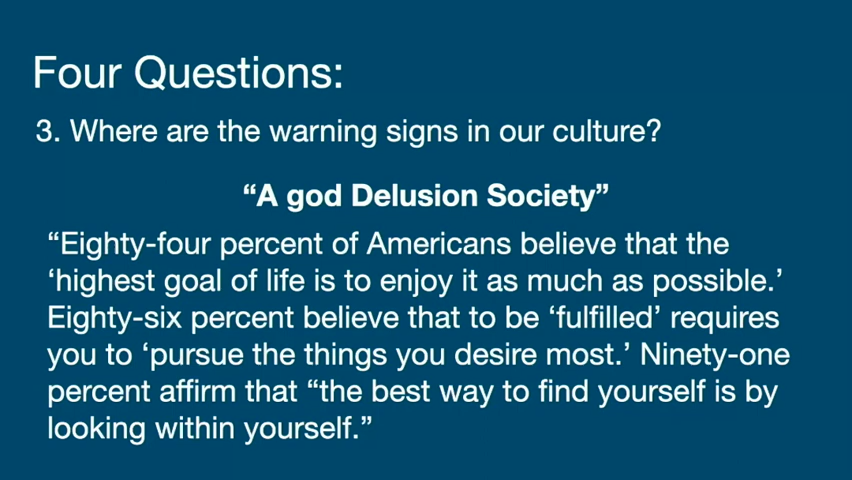 Four Questions:
3. Where are the warning signs in our culture?
“A god Delusion Society”
“Eighty-four percent of Americans believe that the
‘highest goal of life is to enjoy it as much as possible.’
Eighty-six percent believe that to be ‘fulfilled’ requires
you to ‘pursue the things you desire most.’ Ninety-one
percent affirm that “the best way to find yourself is by
looking within yourself.”